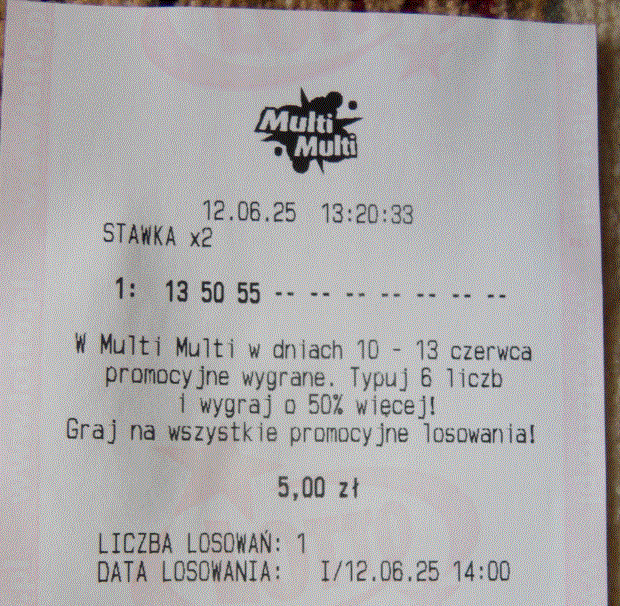 Multi
Multi
12.06.25 13:20:33
STAWKA x2
1: 13 50 55 -- -- -- -- -- -- --
W Multi Multi w dniach 10 - 13 czerwca
promocyjne wygrane. Typuj 6 liczb
i wygraj o 50% więcej!
Graj na wszystkie promocyjne losowania!
5,00 zł
LICZBA LOSOWAŃ: 1
DATA LOSOWANIA: I/12.06.25 14:00